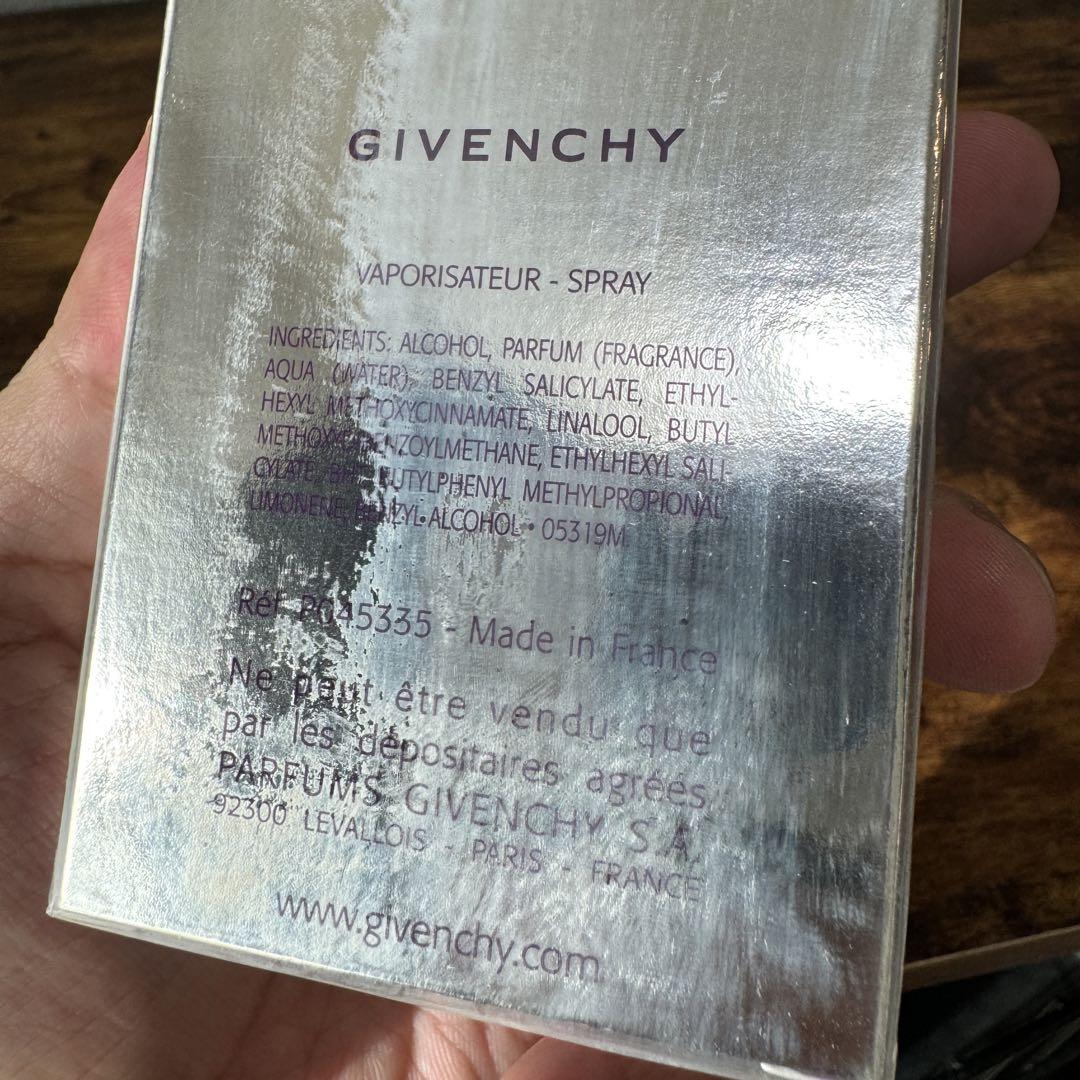 GIVENCHY
VAPORISATEUR - SPRAY
INGREDIENTS: ALCOHOL, PARFUM (FRAGRANCE),
AQUA (WATER), BENZYL SALICYLATE, ETHYL-
HEXYL METHOXYCINNAMATE, LINALOOL, BUTYL
METHOXYDIBENZOYLMETHANE, ETHYLHEXYL SALI-
CYLATE, BHT, BUTYLPHENYL METHYLPROPIONAL,
LIMONENE, BENZYL ALCOHOL • 05319M
Réf. P045335 - Made in France
Ne peut être vendu que
par les dépositaires agréés
PARFUMS GIVENCHY S.A.
92300 LEVALLOIS - PARIS - FRANCE
www.givenchy.com